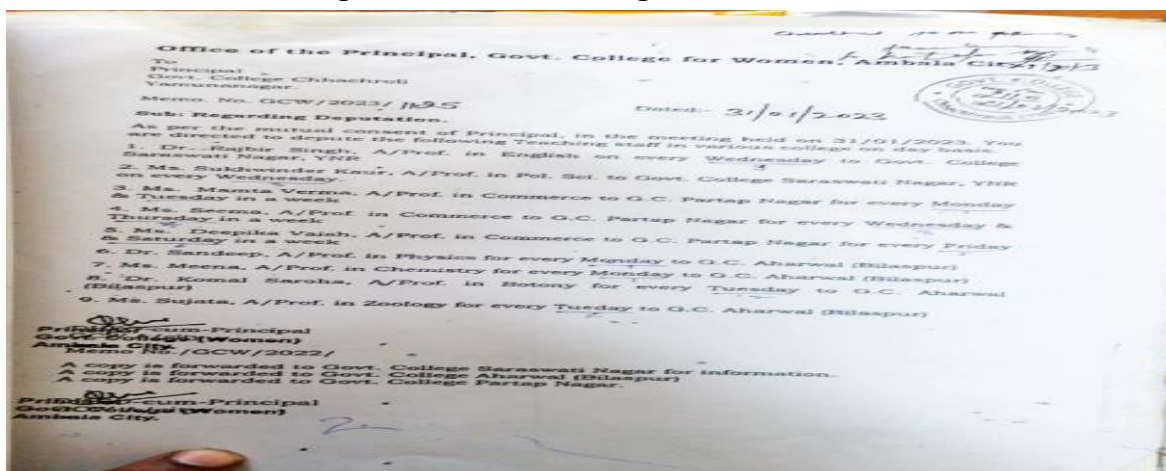 Office of the Principal, Govt. College for Women, Ambala City.
To
Principal
Govt. College Chhachroli
Yamunanagar.
Memo. No. GCW/2023/ 1125
Dated:- 31/01/2023
Sub: Regarding Deputation.
As per the mutual consent of Principal, in the meeting held on 31/01/2023. You
are directed to depute the following Teaching staff in various college on day basis.
1. Dr. Rajbir Singh, A/Prof. in English on every Wednesday to Govt. College
Saraswati Nagar, YNR
2. Ms. Sukhwinder Kaur, A/Prof. in Pol. Sci. to Govt. College Saraswati Nagar, YNR
on every Wednesday.
3. Ms. Mamta Verma, A/Prof. in Commerce to G.C. Partap Nagar for every Monday
& Tuesday in a week
4. Ms. Seema, A/Prof. in Commerce to G.C. Partap Nagar for every Wednesday &
Thursday in a week
5. Ms. Deepika Vaish, A/Prof. in Commerce to G.C. Partap Nagar for every Friday
& Saturday in a week
6. Dr. Sandeep, A/Prof. in Physics for every Monday to G.C. Aharwal (Bilaspur)
7. Ms. Meena, A/Prof. in Chemistry for every Monday to G.C. Aharwal (Bilaspur)
8. Dr. Komal Saroha, A/Prof. in Botony for every Tuesday to G.C. Aharwal
(Bilaspur)
9. Ms. Sujata, A/Prof. in Zoology for every Tueday to G.C. Aharwal (Bilaspur)
cum-Principal
Govt. College (Women)
Ambala City
Memo No./GCW/2022/
A copy is forwarded to Govt. College Saraswati Nagar for information.
A copy is forwarded to Govt. College Aharwal (Bilaspur)
A copy is forwarded to Govt. College Partap Nagar.
cum-Principal
(Women)
Ambala City.